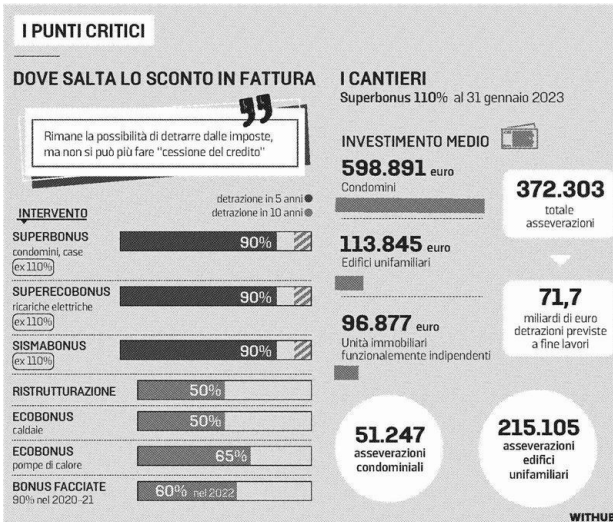 I PUNTI CRITICI
DOVE SALTA LO SCONTO IN FATTURA
Rimane la possibilità di detrarre dalle imposte,
ma non si può più fare "cessione del credito"
detrazione in 5 anni
detrazione in 10 anni
INTERVENTO
SUPERBONUS
condomini, case
ex 110%
90%
SUPERECOBONUS
ricariche elettriche
ex 110%
90%
SISMABONUS
ex 110%
90%
RISTRUTTURAZIONE
50%
ECOBONUS
caldaie
50%
ECOBONUS
pompe di calore
65%
BONUS FACCIATE
90% nel 2020-21
60% nel 2022
I CANTIERI
Superbonus 110% al 31 gennaio 2023
INVESTIMENTO MEDIO
598.891 euro
Condomini
113.845 euro
Edifici unifamiliari
96.877 euro
Unità immobiliari
funzionalemente indipendenti
372.303
totale
asseverazioni
71,7
miliardi di euro
detrazioni previste
a fine lavori
51.247
asseverazioni
condominiali
215.105
asseverazioni
edifici
unifamiliari
WITHUB